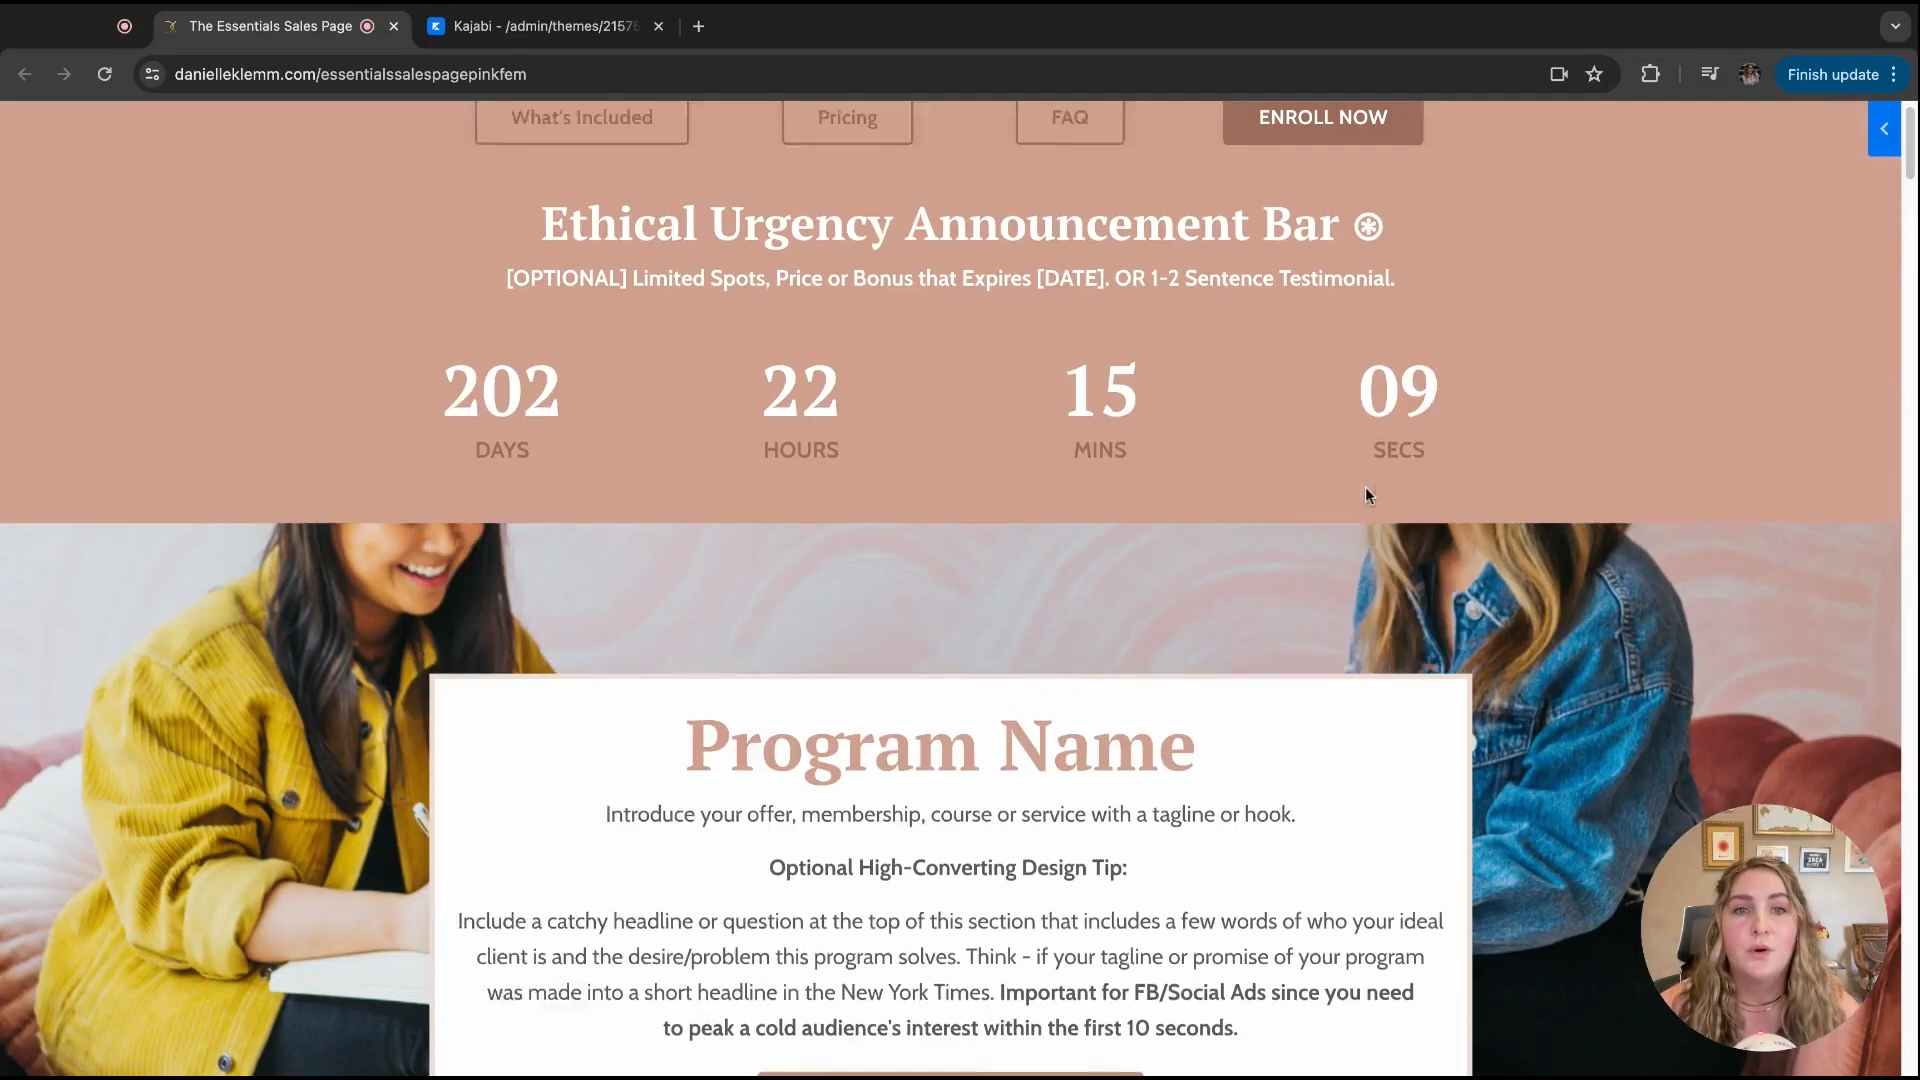 The Essentials Sales Page
Kajabi - /admin/themes/21575
danielleklemm.com/essentialssalespagepinkfem
Finish update
What's Included
Pricing
FAQ
ENROLL NOW
Ethical Urgency Announcement Bar
[OPTIONAL] Limited Spots, Price or Bonus that Expires [DATE]. OR 1-2 Sentence Testimonial.
202
22
15
09
DAYS
HOURS
MINS
SECS
Program Name
Introduce your offer, membership, course or service with a tagline or hook.
Optional High-Converting Design Tip:
Include a catchy headline or question at the top of this section that includes a few words of who your ideal
client is and the desire/problem this program solves. Think - if your tagline or promise of your program
was made into a short headline in the New York Times. Important for FB/Social Ads since you need
to peak a cold audience's interest within the first 10 seconds.